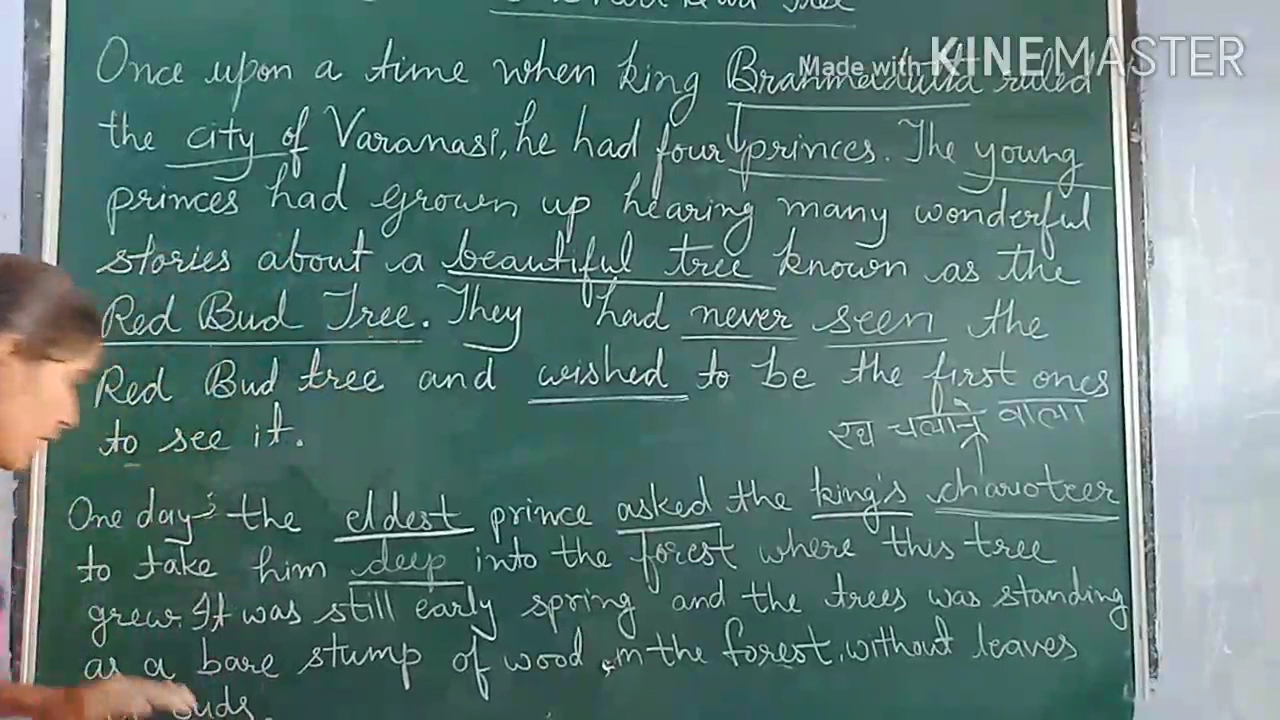 Bud Tree
Made with KINEMASTER
Once upon a time when king Brahmadutta ruled
the city of Varanasi, he had four princes. The young
princes had grown up hearing many wonderful
stories about a beautiful tree known as the
Red Bud Tree. They had never seen the
Red Bud tree and wished to be the first ones
to see it.
रथ चलाने वाला
One day the eldest prince asked the king's charioteer
to take him deep into the forest where this tree
grew. It was still early spring and the trees was standing
as a bare stump of wood in the forest, without leaves
buds.